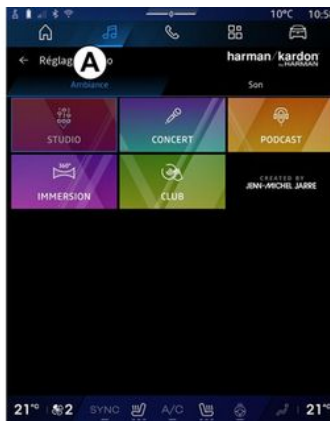 10°C 10:5
← Réglag A o
harman/kardon
by HARMAN
Ambiance
Son
STUDIO
CONCERT
PODCAST
360°
IMMERSION
CLUB
CREATED BY
JEAN-MICHEL JARRE
21°° 2 SYNC A/C 21°°